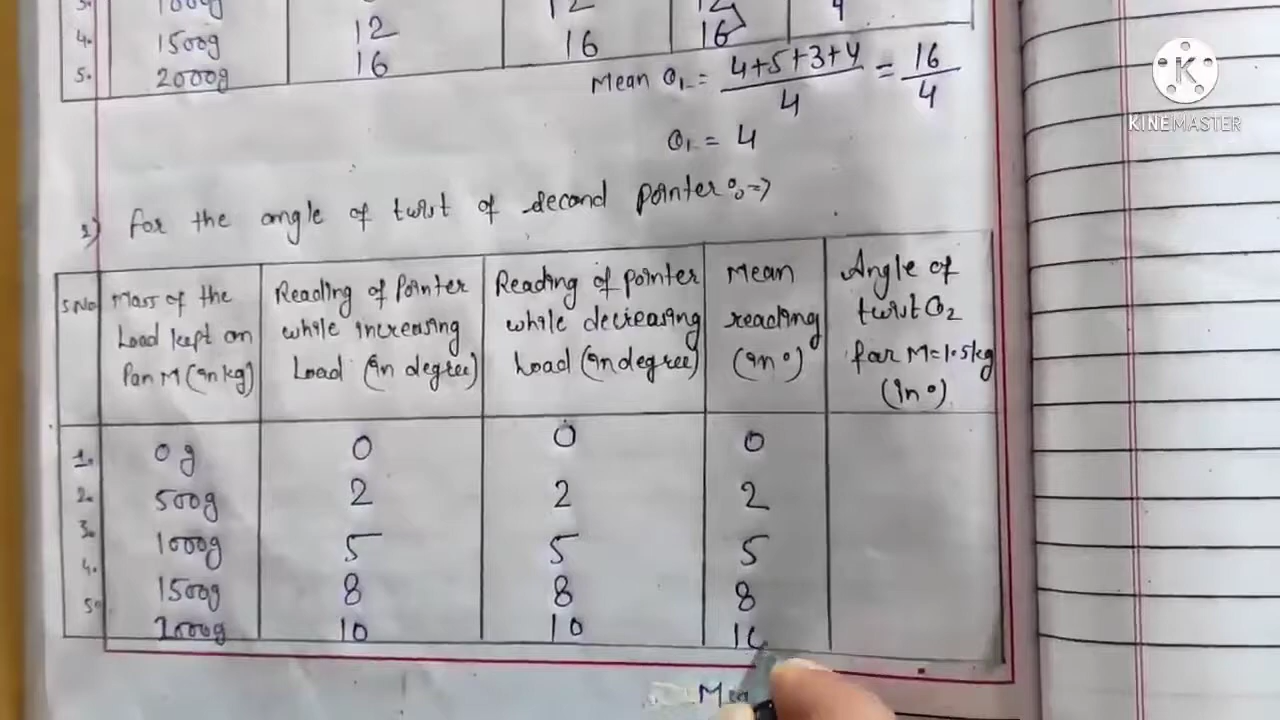 12
4.
1500g
12
16
16
4
5.
2000g
16
Mean θ1 = 4+5+3+4 / 4 = 16 / 4
θ1 = 4
KINEMASTER
2) for the angle of twist of second pointer :->
S.No
Mass of the Load kept on Pan M (in kg)
Reading of Pointer while increasing Load (in degree)
Reading of pointer while decreasing Load (in degree)
Mean reading (in °)
Angle of twist θ2 for M=1.5kg (in °)
1. 0g 0 0 0
2. 500g 2 2 2
3. 1000g 5 5 5
4. 1500g 8 8 8
5. 2000g 10 10